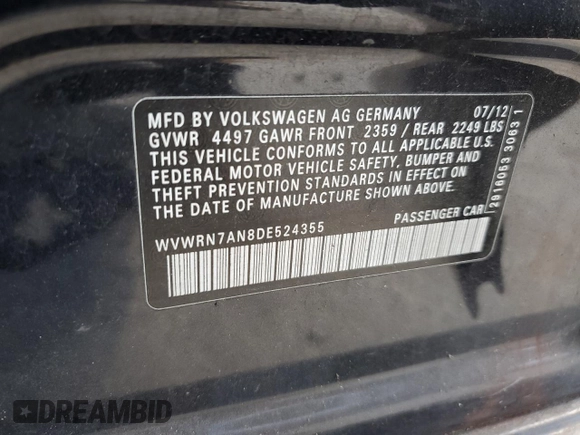 MFD BY VOLKSWAGEN AG GERMANY 07/12
GVWR 4497 GAWR FRONT 2359 / REAR 2249 LBS
THIS VEHICLE CONFORMS TO ALL APPLICABLE U.S.
FEDERAL MOTOR VEHICLE SAFETY, BUMPER AND
THEFT PREVENTION STANDARDS IN EFFECT ON
THE DATE OF MANUFACTURE SHOWN ABOVE.
WVWRN7AN8DE524355 PASSENGER CAR
2916053 30631
DREAMBID